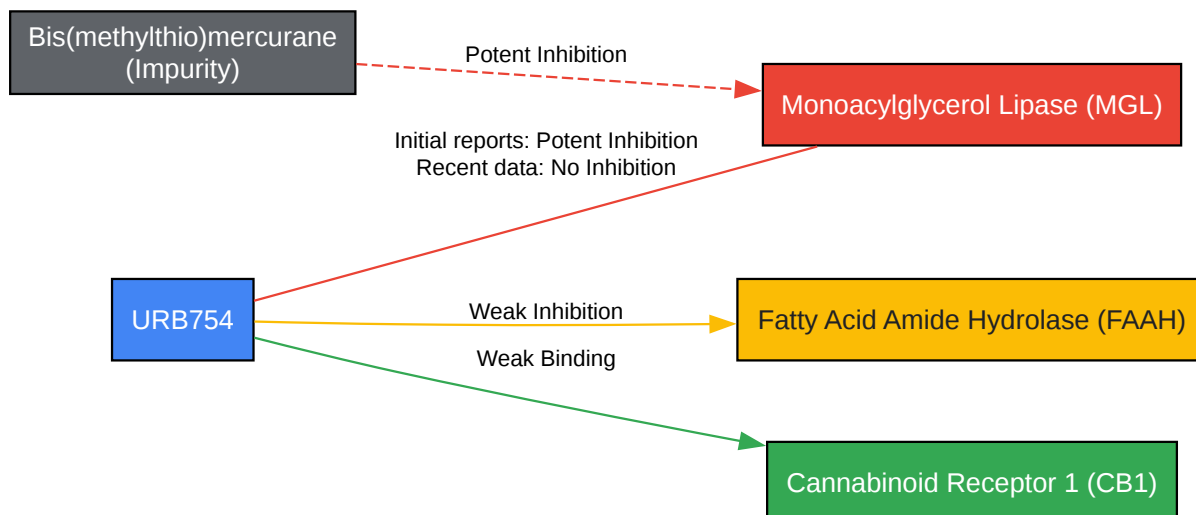 Bis(methylthio)mercurane
(Impurity)
Potent Inhibition
Monoacylglycerol Lipase (MGL)
Initial reports: Potent Inhibition
Recent data: No Inhibition
URB754
Weak Inhibition
Fatty Acid Amide Hydrolase (FAAH)
Weak Binding
Cannabinoid Receptor 1 (CB1)